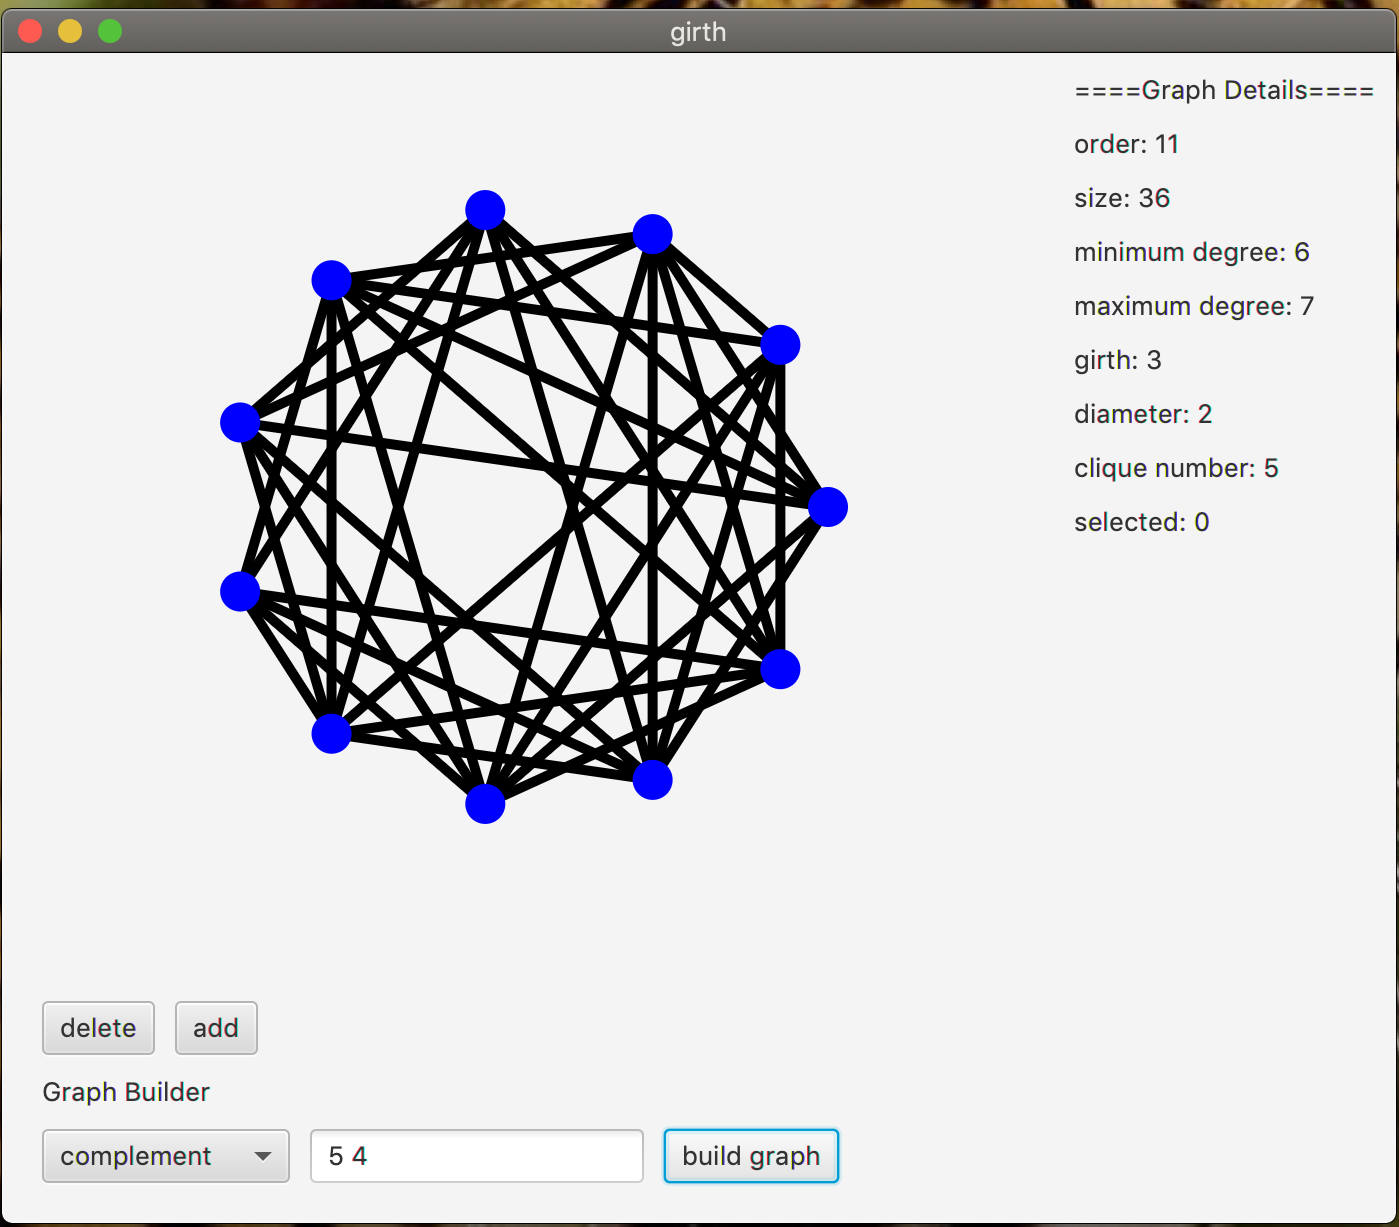 girth
====Graph Details====
order: 11
size: 36
minimum degree: 6
maximum degree: 7
girth: 3
diameter: 2
clique number: 5
selected: 0
delete add
Graph Builder
complement 5 4 build graph